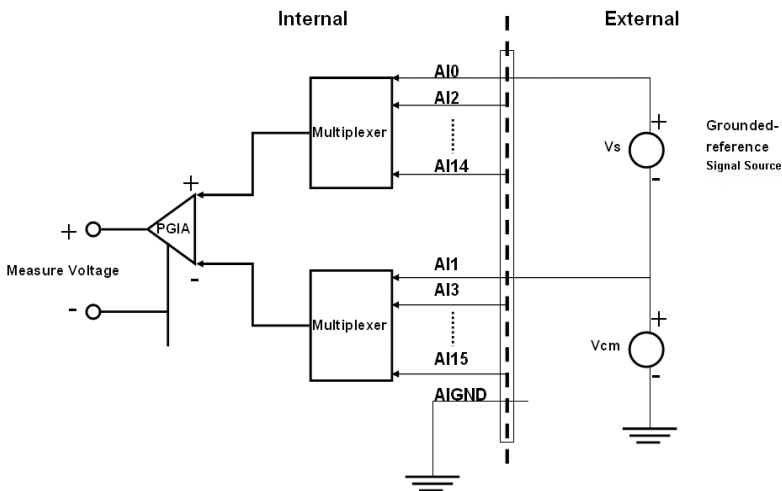 Internal
External
AI0
AI2
Multiplexer
AI14
+
Vs
-
Grounded-
reference
Signal Source
+
PGIA
-
+
Measure Voltage
-
AI1
AI3
Multiplexer
AI15
AIGND
+
Vcm
-